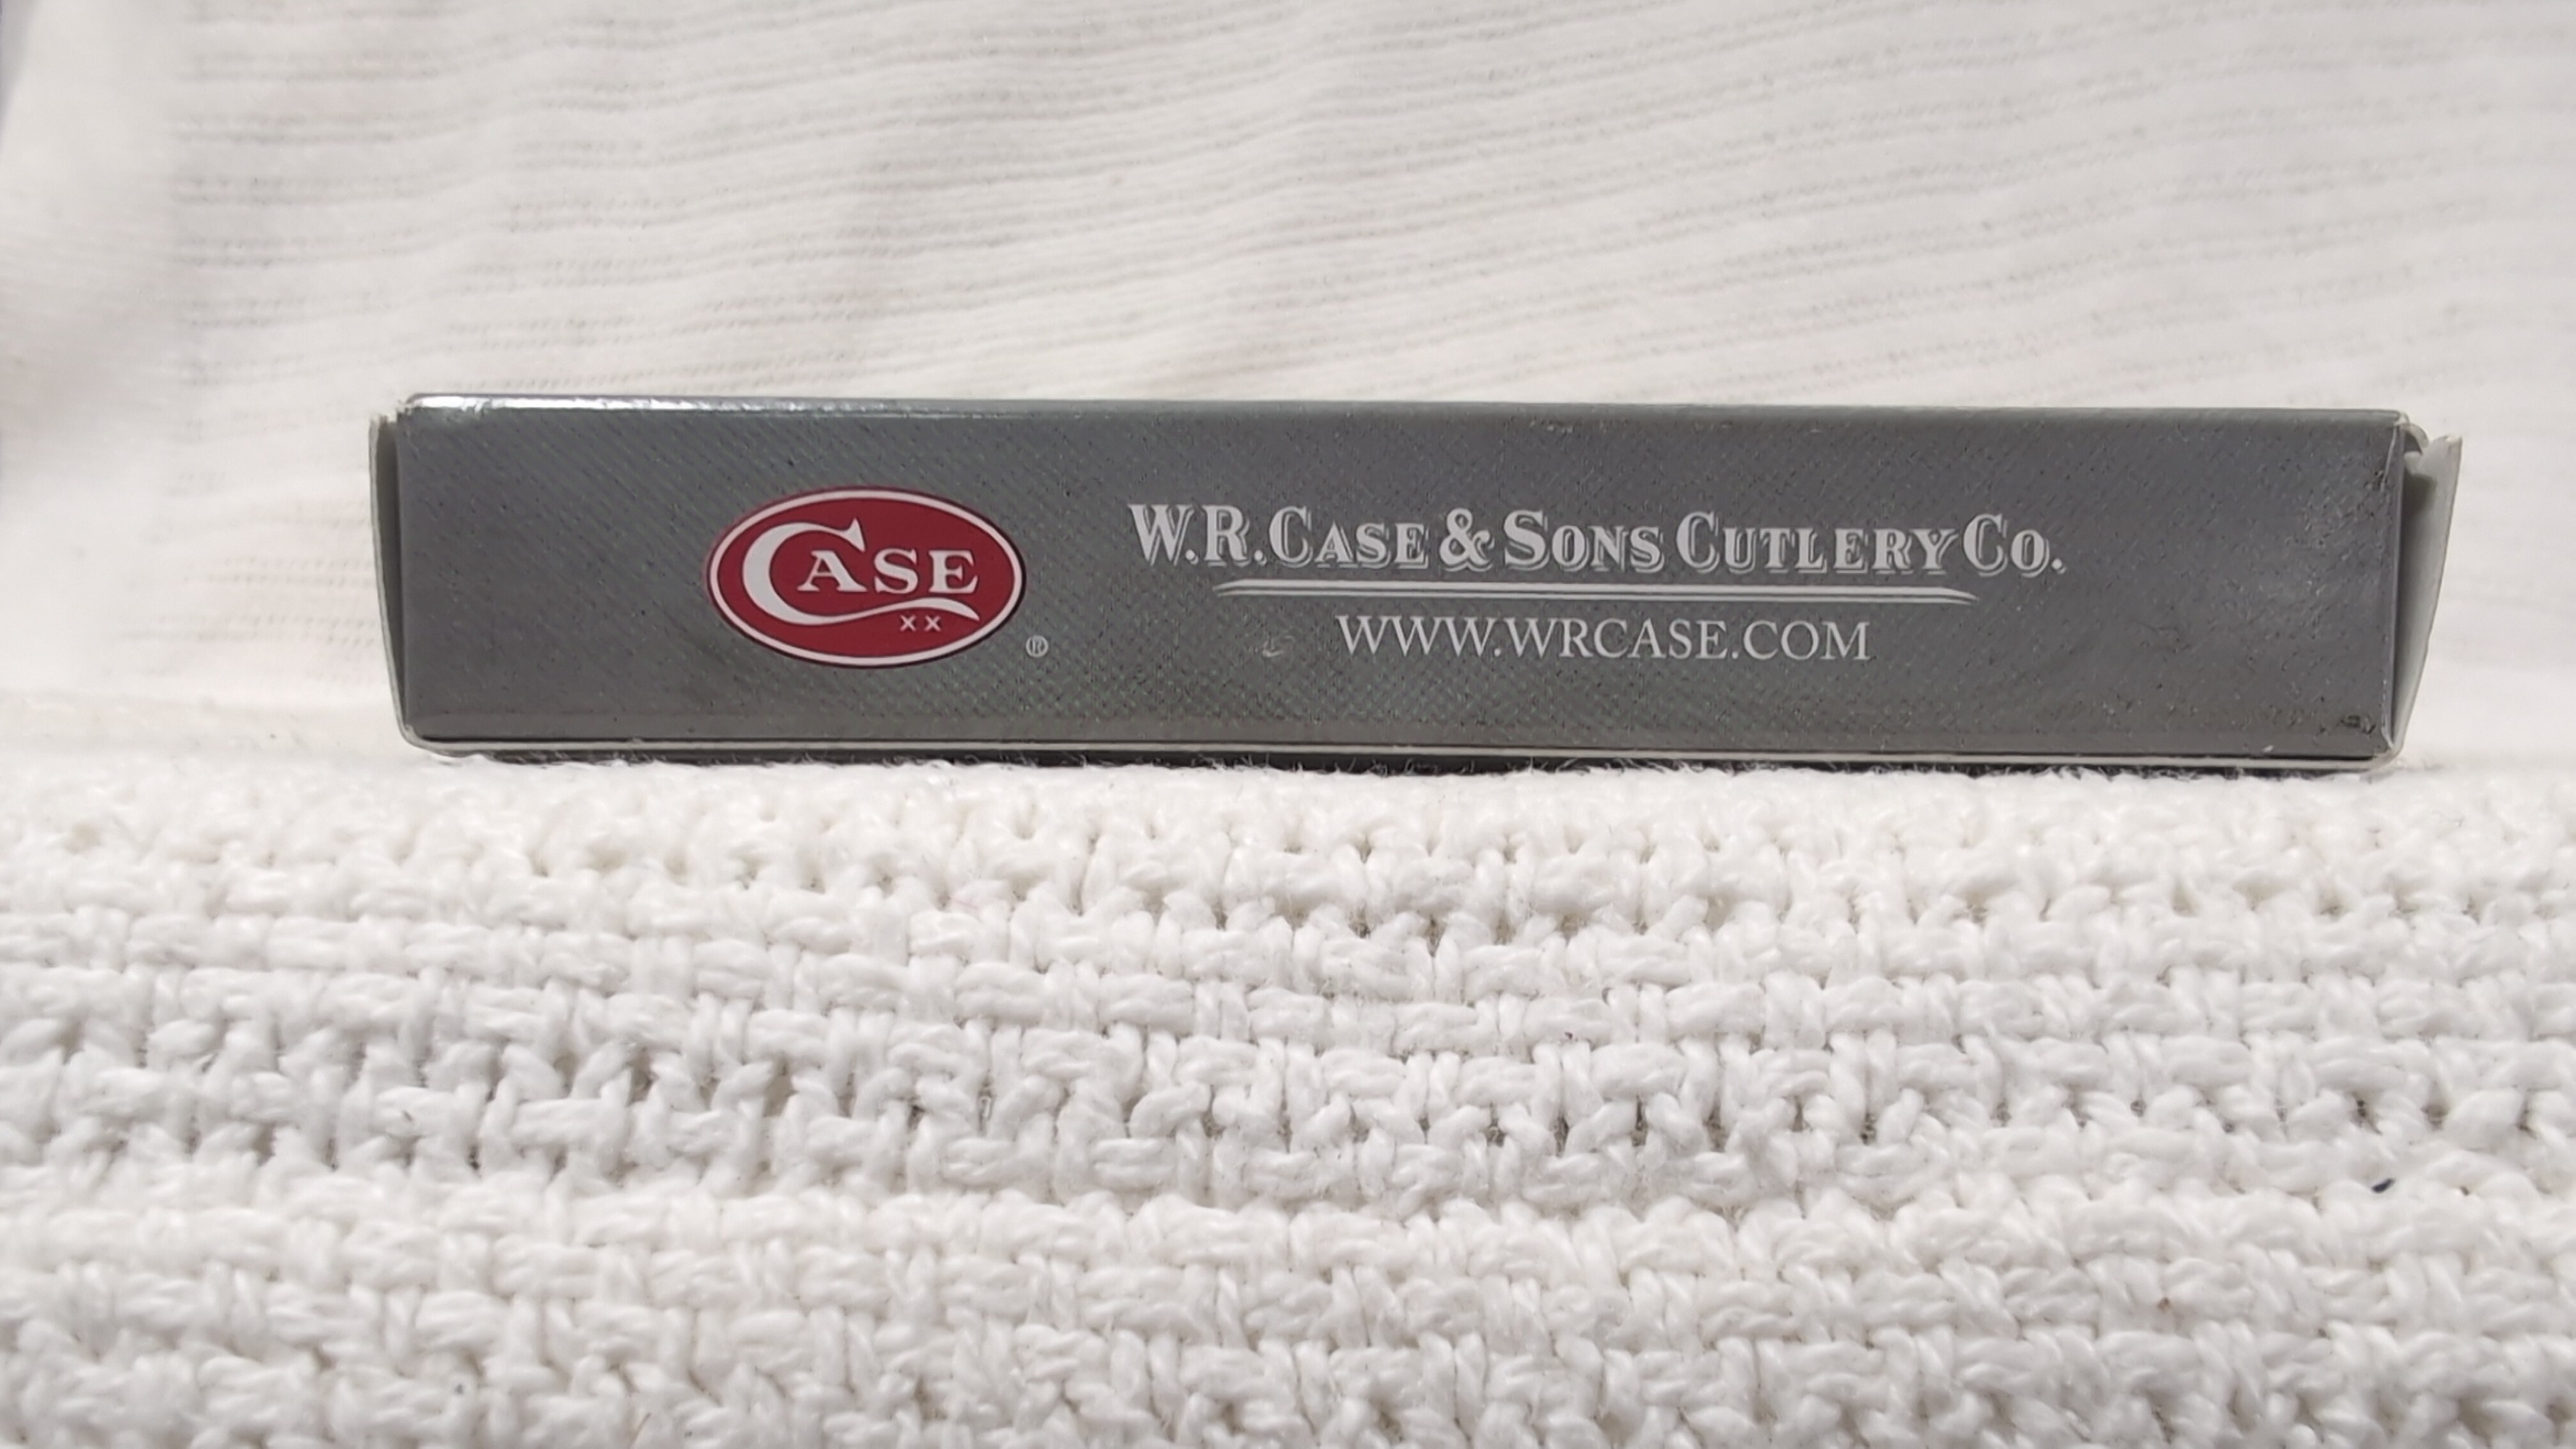 CASE
XX
®
W.R. CASE & SONS CUTLERY CO.
WWW.WRCASE.COM